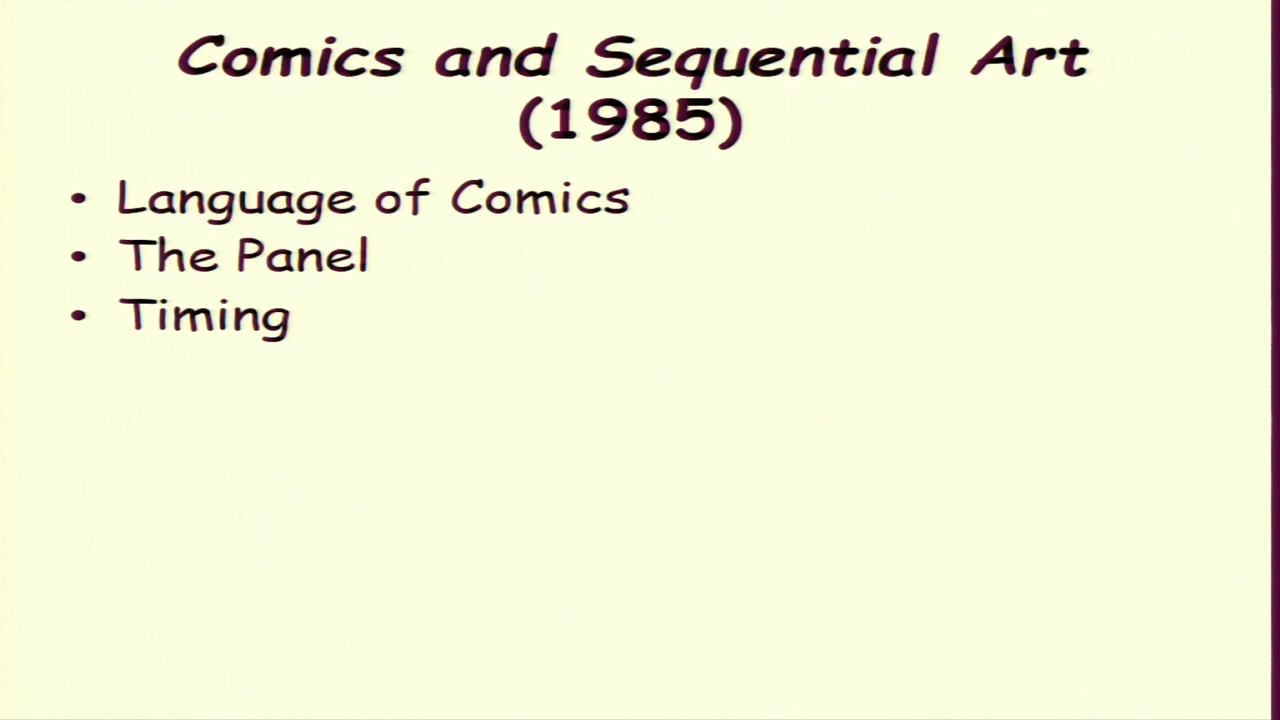 Comics and Sequential Art
(1985)
• Language of Comics
• The Panel
• Timing